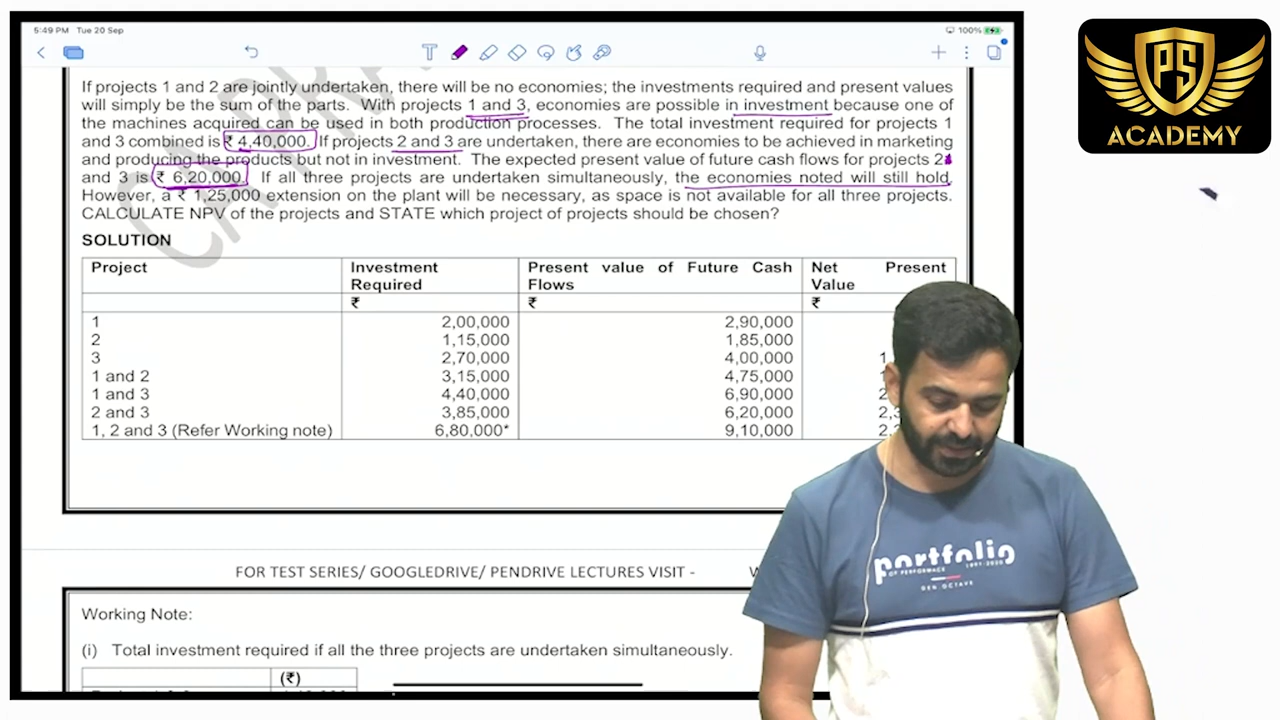 5:49 PM Tue 20 Sep
100%
PS
ACADEMY
If projects 1 and 2 are jointly undertaken, there will be no economies; the investments required and present values
will simply be the sum of the parts. With projects 1 and 3, economies are possible in investment because one of
the machines acquired can be used in both production processes. The total investment required for projects 1
and 3 combined is ₹ 4,40,000. If projects 2 and 3 are undertaken, there are economies to be achieved in marketing
and producing the products but not in investment. The expected present value of future cash flows for projects 2
and 3 is ₹ 6,20,000. If all three projects are undertaken simultaneously, the economies noted will still hold.
However, a ₹ 1,25,000 extension on the plant will be necessary, as space is not available for all three projects.
CALCULATE NPV of the projects and STATE which project of projects should be chosen?
SOLUTION
Project Investment Required Present value of Future Cash Flows Net Present Value
₹ ₹ ₹
1 2,00,000 2,90,000
2 1,15,000 1,85,000
3 2,70,000 4,00,000 1
1 and 2 3,15,000 4,75,000
1 and 3 4,40,000 6,90,000 2
2 and 3 3,85,000 6,20,000 2,3
1, 2 and 3 (Refer Working note) 6,80,000* 9,10,000 2,
FOR TEST SERIES/ GOOGLEDRIVE/ PENDRIVE LECTURES VISIT - W
Working Note:
(i) Total investment required if all the three projects are undertaken simultaneously.
(₹)
portfolio
OF PERFORMANCE
GEN.OCTAVE